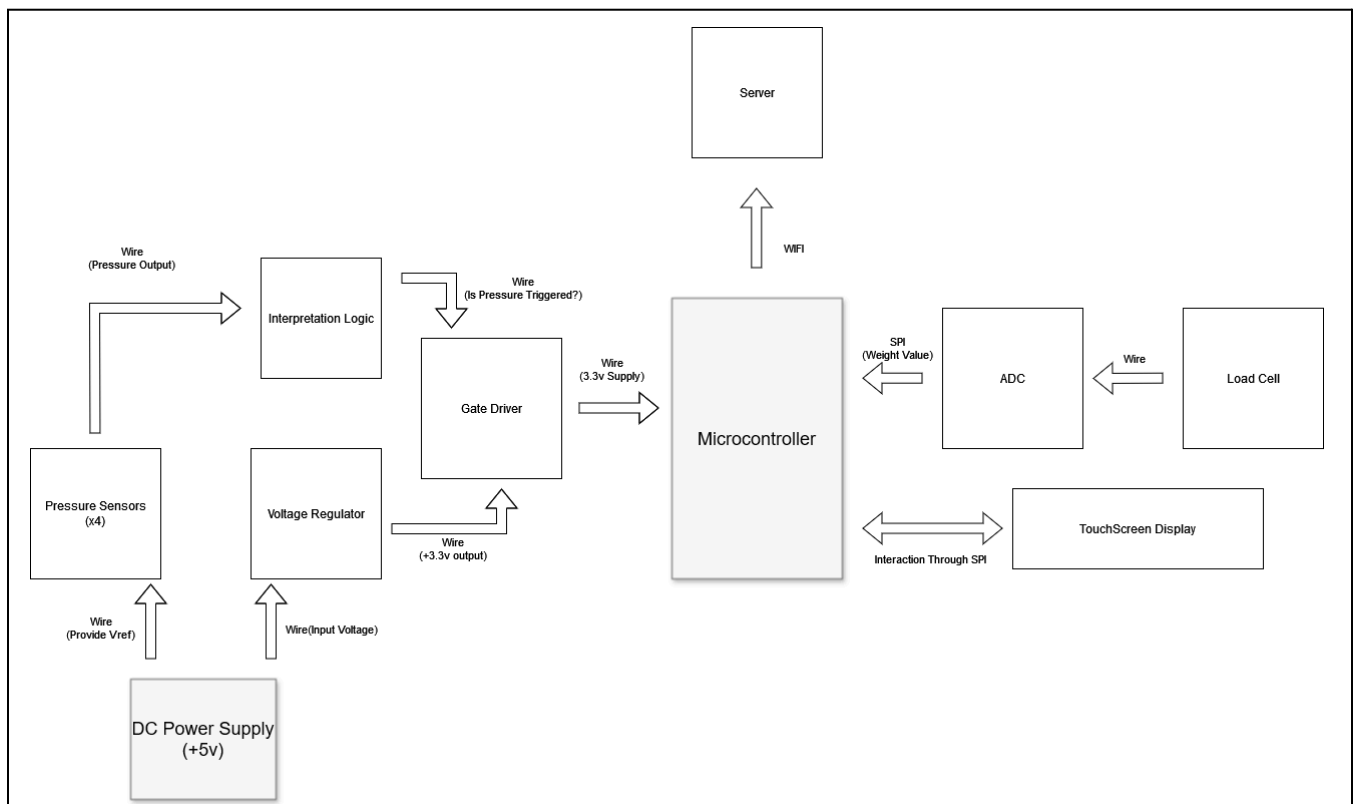 Server
WIFI
Wire
(Pressure Output)
Interpretation Logic
Wire
(Is Pressure Triggered?)
Gate Driver
Wire
(3.3v Supply)
Microcontroller
SPI
(Weight Value)
ADC
Wire
Load Cell
Pressure Sensors
(x4)
Voltage Regulator
Wire
(+3.3v output)
TouchScreen Display
Interaction Through SPI
Wire
(Provide Vref)
Wire(Input Voltage)
DC Power Supply
(+5v)